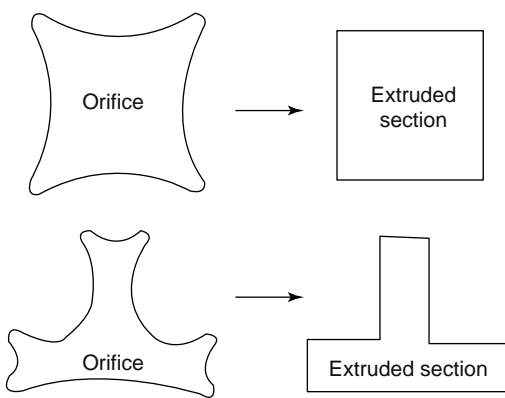 Orifice
Extruded
section
Orifice
Extruded section